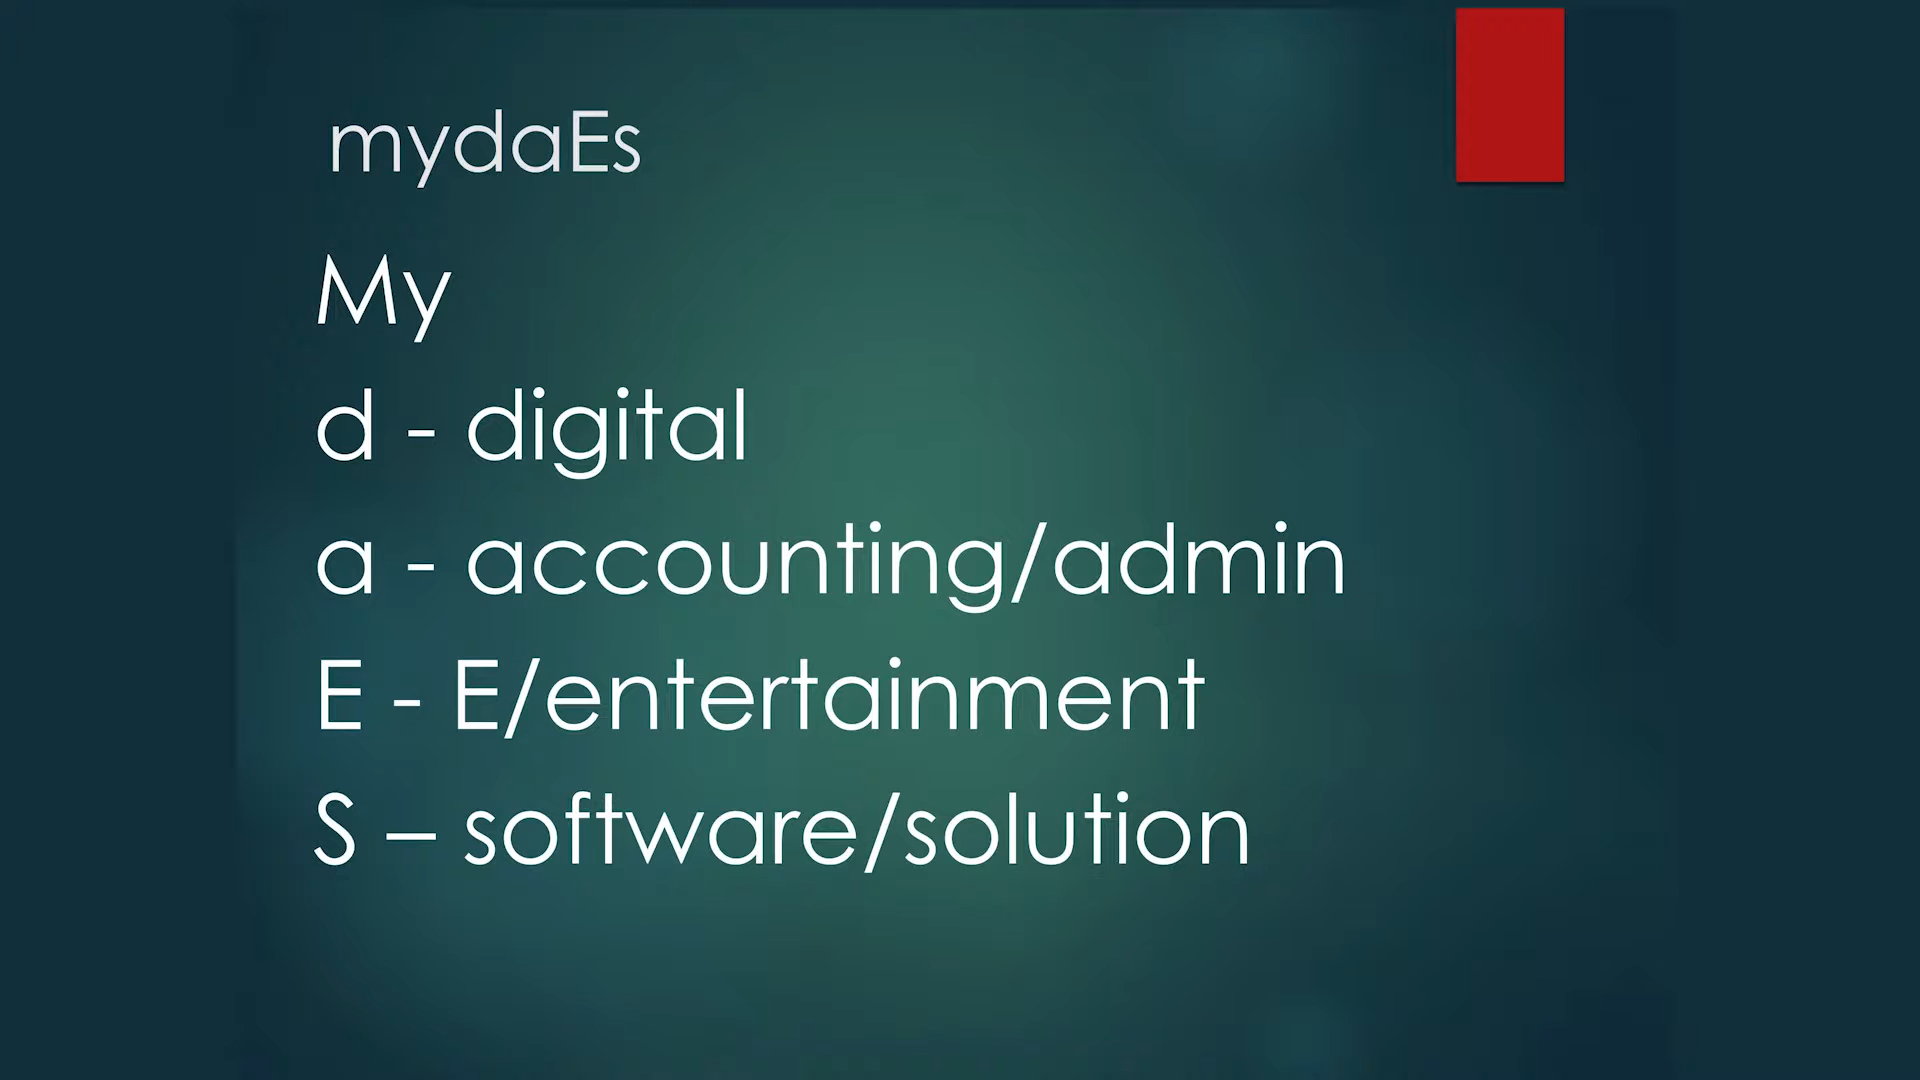 mydaEs
My
d - digital
a - accounting/admin
E - E/entertainment
S – software/solution